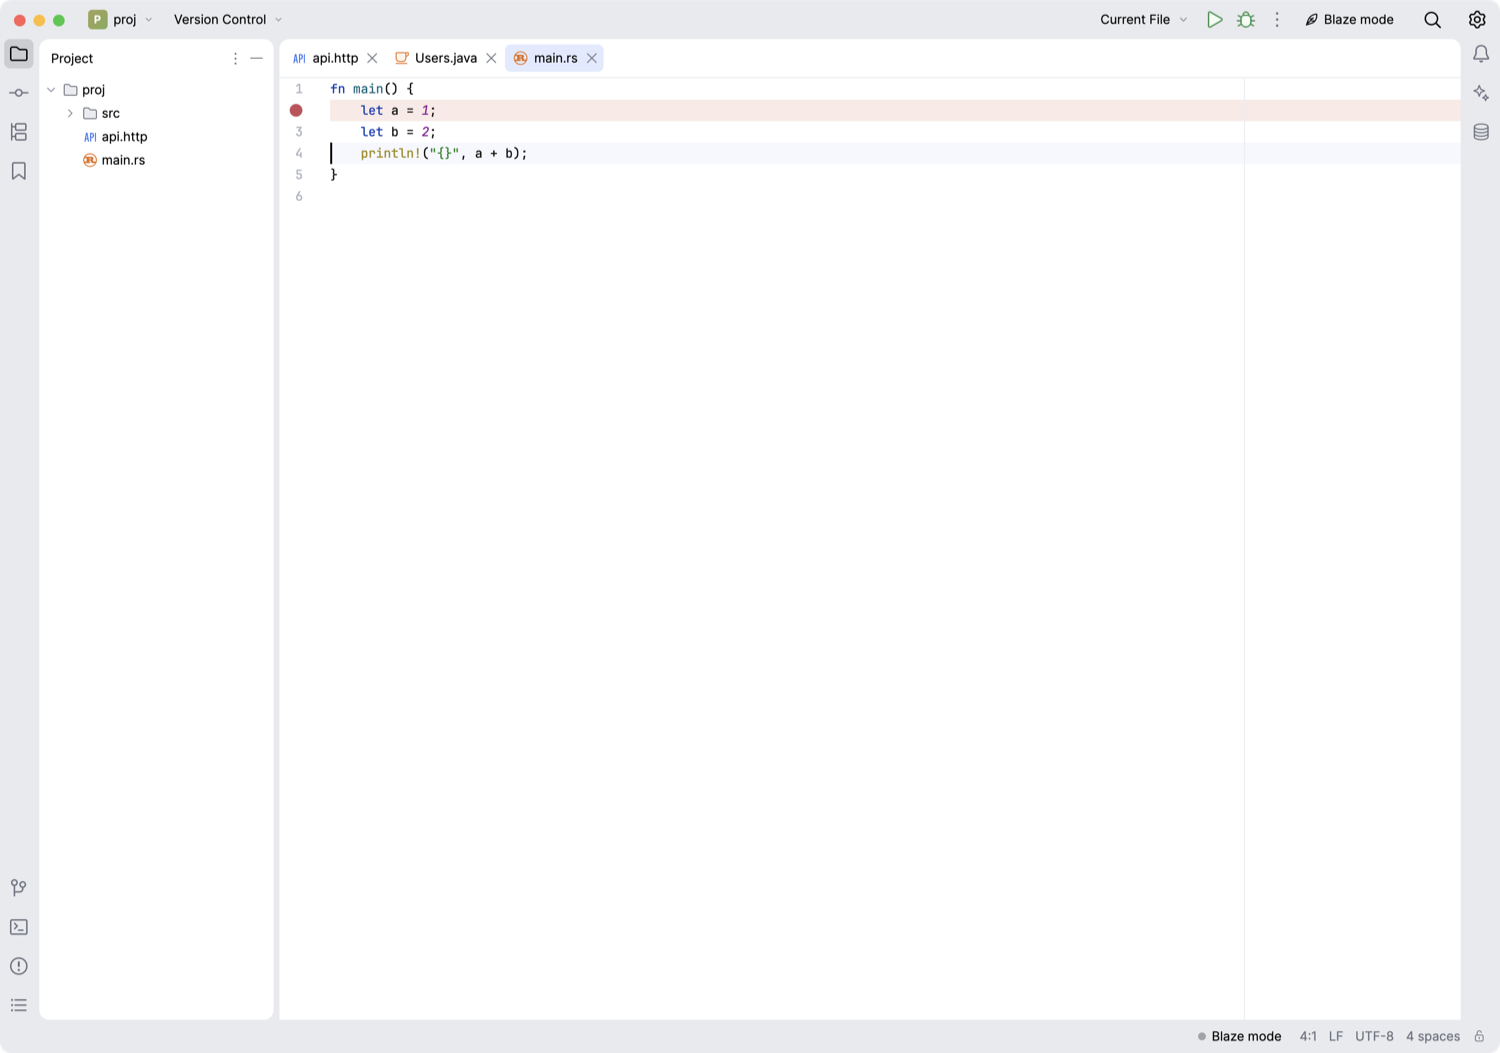 P proj Version Control Current File Blaze mode
Project
proj
src
API api.http
main.rs
API api.http Users.java main.rs
1 fn main() {
let a = 1;
3 let b = 2;
4 println!("{}", a + b);
5 }
6
Blaze mode 4:1 LF UTF-8 4 spaces